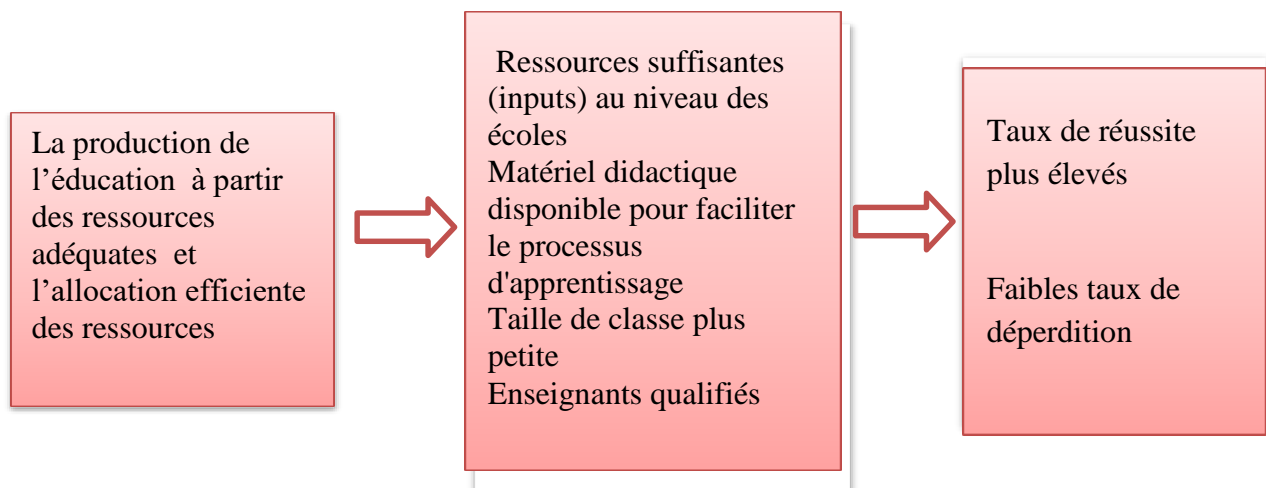 La production de
l’éducation à partir
des ressources
adéquates et
l’allocation efficiente
des ressources
Ressources suffisantes
(inputs) au niveau des
écoles
Matériel didactique
disponible pour faciliter
le processus
d'apprentissage
Taille de classe plus
petite
Enseignants qualifiés
Taux de réussite
plus élevés
Faibles taux de
déperdition